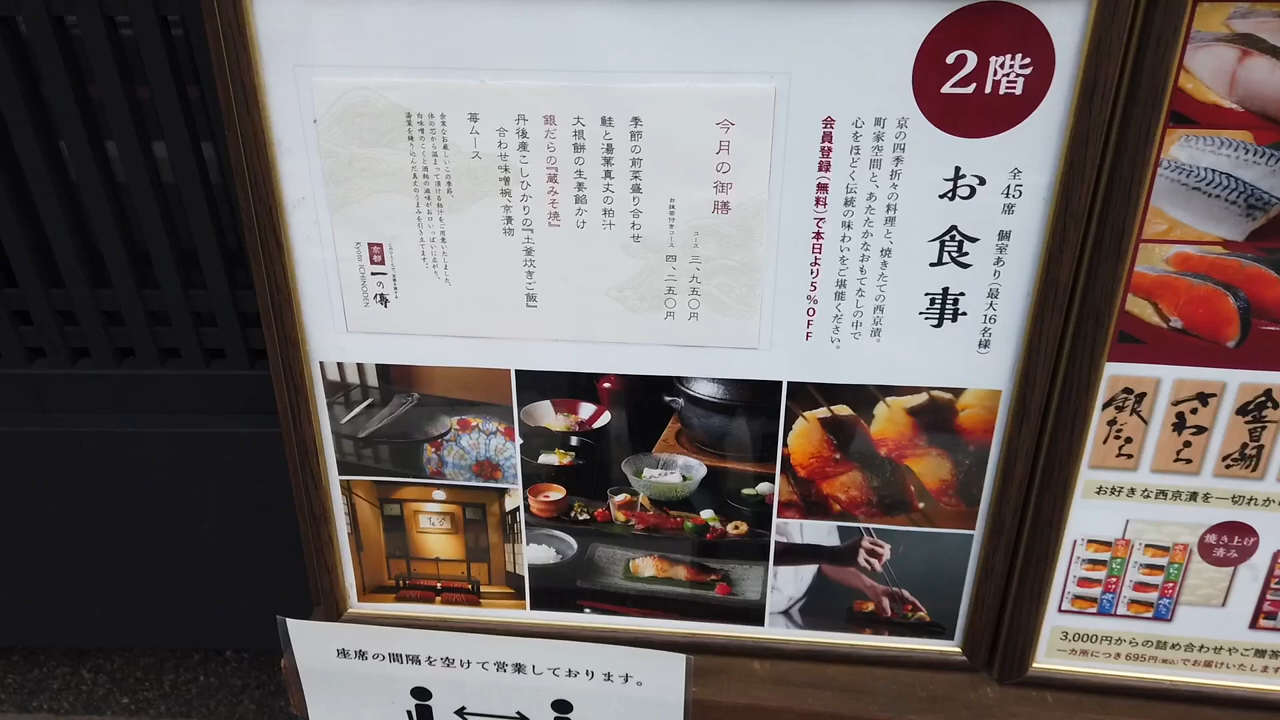 2階
お食事
全45席 個室あり(最大16名様)
京の四季折々の料理と、焼きたての西京漬。
町家空間と、あたたかなおもてなしの中で
心をほどく伝統の味わいをご堪能ください。
会員登録(無料)で本日より5%OFF
今月の御膳
コース 三、九五〇円
お抹茶付きコース 四、二五〇円
季節の前菜盛り合わせ
鮭と湯葉真丈の粕汁
大根餅の生姜餡かけ
銀だらの『蔵みそ焼』
丹後産こしひかりの『土釜炊きご飯』
合わせ味噌椀、京漬物
苺ムース
京都
一の傳
Kyoto ICHINODEN
座席の間隔を空けて営業しております。
金目鯛
さわら
銀だら
お好きな西京漬を一切れか
焼き上げ
済み
3,000円からの詰め合わせやご贈答
一カ所につき695円(税込)でお届けいたします